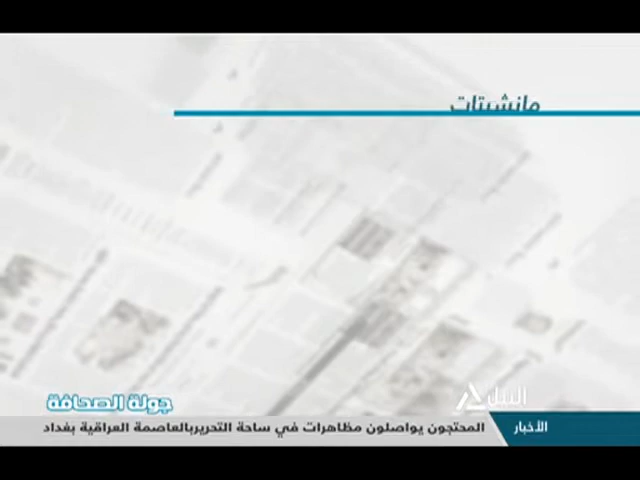 مانشيتات
جولة الصحافة
النيل
الأخبار
المحتجون يواصلون مظاهرات في ساحة التحريربالعاصمة العراقية بغداد